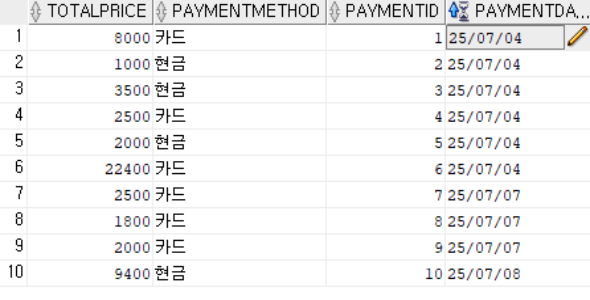 TOTALPRICE PAYMENTMETHOD PAYMENTID PAYMENTDA...
1 8000 카드 1 25/07/04
2 1000 현금 2 25/07/04
3 3500 현금 3 25/07/04
4 2500 카드 4 25/07/04
5 2000 현금 5 25/07/04
6 22400 카드 6 25/07/04
7 2500 카드 7 25/07/07
8 1800 카드 8 25/07/07
9 2000 카드 9 25/07/07
10 9400 현금 10 25/07/08